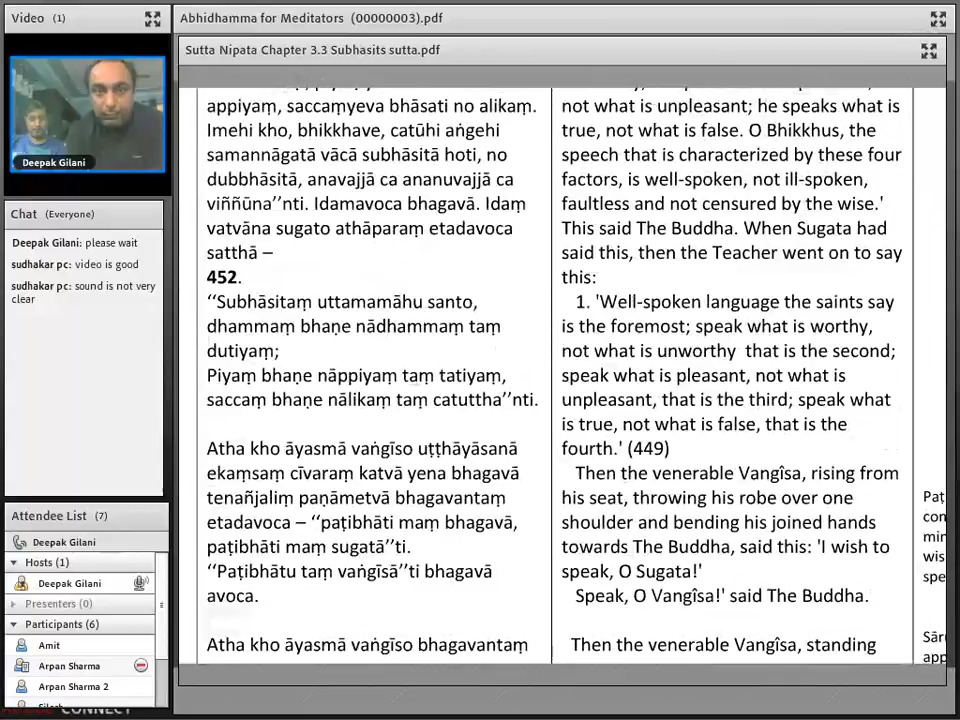 Video (1)
Abhidhamma for Meditators (00000003).pdf
Sutta Nipata Chapter 3.3 Subhasits sutta.pdf
Deepak Gilani
Chat (Everyone)
Deepak Gilani: please wait
sudhakar pc: video is good
sudhakar pc: sound is not very
clear
Attendee List (7)
Deepak Gilani
Hosts (1)
Deepak Gilani
Presenters (0)
Participants (6)
Amit
Arpan Sharma
Arpan Sharma 2
CONNECT
appiyaṃ, saccaṃyeva bhāsati no alikaṃ.
Imehi kho, bhikkhave, catūhi aṅgehi
samannāgatā vācā subhāsitā hoti, no
dubbhāsitā, anavajjā ca ananuvajjā ca
viññūna’’nti. Idamavoca bhagavā. Idaṃ
vatvāna sugato athāparaṃ etadavoca
satthā –
452.
‘‘Subhāsitaṃ uttamamāhu santo,
dhammaṃ bhaṇe nādhammaṃ taṃ
dutiyaṃ;
Piyaṃ bhaṇe nāppiyaṃ taṃ tatiyaṃ,
saccaṃ bhaṇe nālikaṃ taṃ catuttha’’nti.
Atha kho āyasmā vaṅgīso uṭṭhāyāsanā
ekaṃsaṃ cīvaraṃ katvā yena bhagavā
tenañjaliṃ paṇāmetvā bhagavantaṃ
etadavoca – ‘‘paṭibhāti maṃ bhagavā,
paṭibhāti maṃ sugatā’’ti.
‘‘Paṭibhātu taṃ vaṅgīsā’’ti bhagavā
avoca.
Atha kho āyasmā vaṅgīso bhagavantaṃ
not what is unpleasant; he speaks what is
true, not what is false. O Bhikkhus, the
speech that is characterized by these four
factors, is well-spoken, not ill-spoken,
faultless and not censured by the wise.'
This said The Buddha. When Sugata had
said this, then the Teacher went on to say
this:
1. 'Well-spoken language the saints say
is the foremost; speak what is worthy,
not what is unworthy that is the second;
speak what is pleasant, not what is
unpleasant, that is the third; speak what
is true, not what is false, that is the
fourth.' (449)
Then the venerable Vangîsa, rising from
his seat, throwing his robe over one
shoulder and bending his joined hands
towards The Buddha, said this: 'I wish to
speak, O Sugata!'
Speak, O Vangîsa!' said The Buddha.
Then the venerable Vangîsa, standing
Paṭ
con
min
wis
spe
Sāru
app